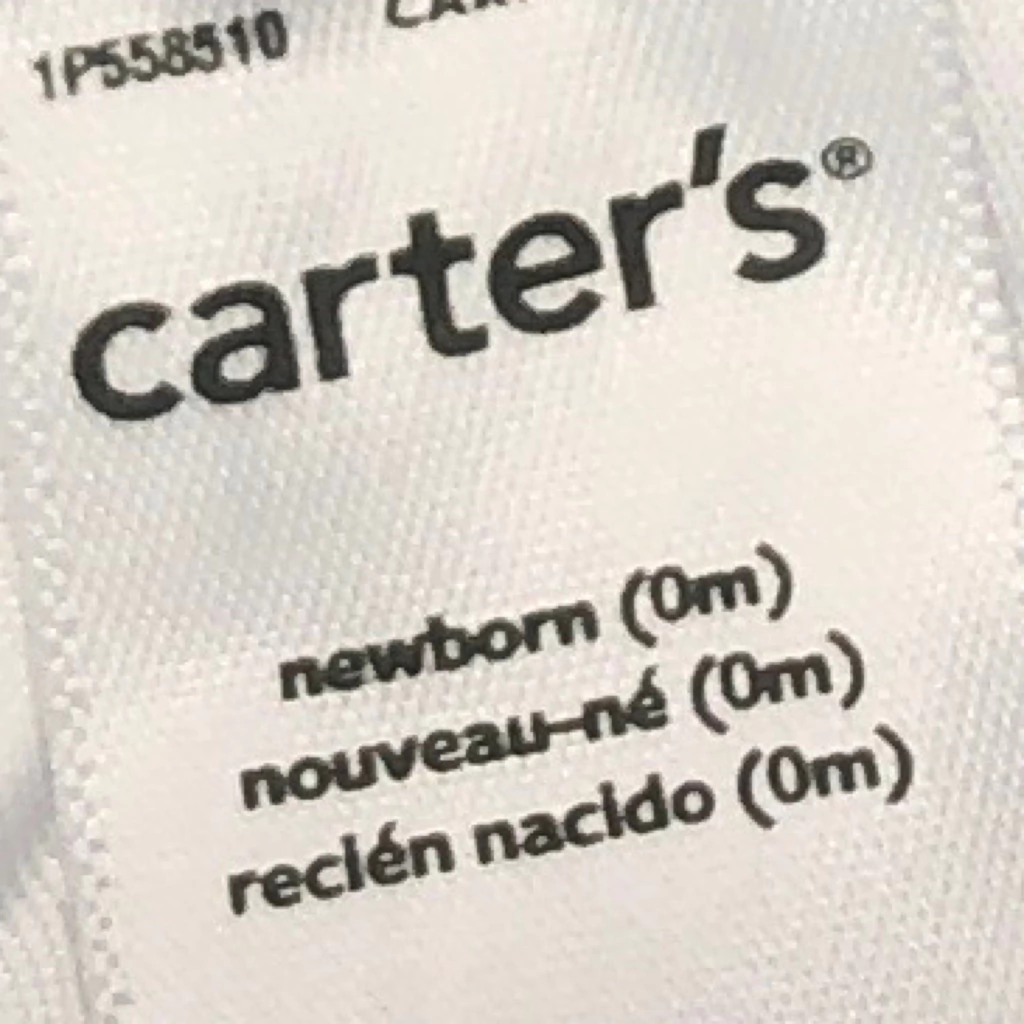 1P558510
carter's®
newborn (0m)
nouveau-né (0m)
recién nacido (0m)